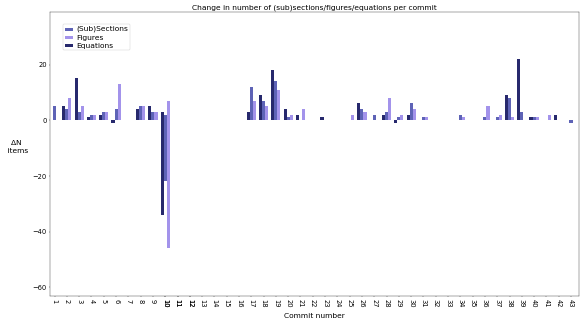 Change in number of (sub)sections/figures/equations per commit
(Sub)Sections
Figures
Equations
20
0
−20
−40
−60
ΔN
items
1 2 3 4 5 6 7 8 9 10 11 12 13 14 15 16 17 18 19 20 21 22 23 24 25 26 27 28 29 30 31 32 33 34 35 36 37 38 39 40 41 42 43
Commit number